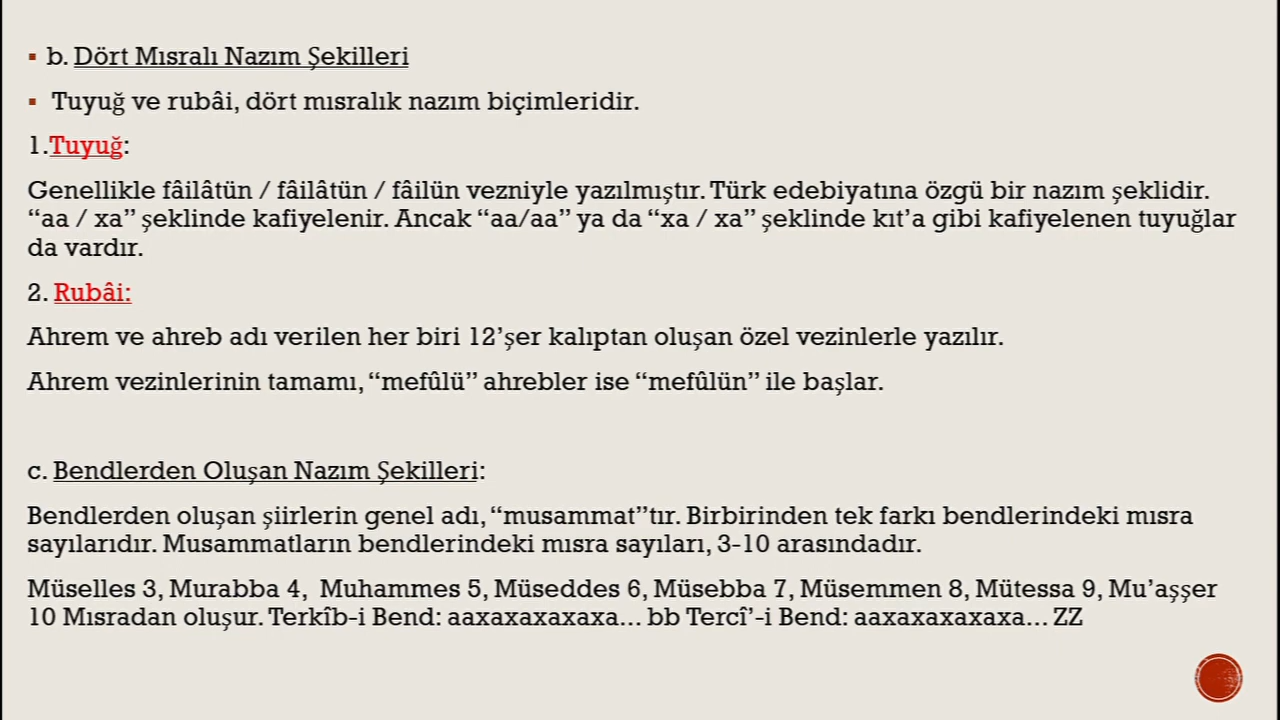 b. Dört Mısralı Nazım Şekilleri
Tuyuğ ve rubâi, dört mısralık nazım biçimleridir.
1.Tuyuğ:
Genellikle fâilâtün / fâilâtün / fâilün vezniyle yazılmıştır. Türk edebiyatına özgü bir nazım şeklidir.
“aa / xa” şeklinde kafiyelenir. Ancak “aa/aa” ya da “xa / xa” şeklinde kıt’a gibi kafiyelenen tuyuğlar
da vardır.
2. Rubâi:
Ahrem ve ahreb adı verilen her biri 12’şer kalıptan oluşan özel vezinlerle yazılır.
Ahrem vezinlerinin tamamı, “mefûlü” ahrebler ise “mefûlün” ile başlar.
c. Bendlerden Oluşan Nazım Şekilleri:
Bendlerden oluşan şiirlerin genel adı, “musammat”tır. Birbirinden tek farkı bendlerindeki mısra
sayılarıdır. Musammatların bendlerindeki mısra sayıları, 3-10 arasındadır.
Müselles 3, Murabba 4, Muhammes 5, Müseddes 6, Müsebba 7, Müsemmen 8, Mütessa 9, Mu’aşşer
10 Mısradan oluşur. Terkîb-i Bend: aaxaxaxaxaxa... bb Tercî’-i Bend: aaxaxaxaxaxa... ZZ